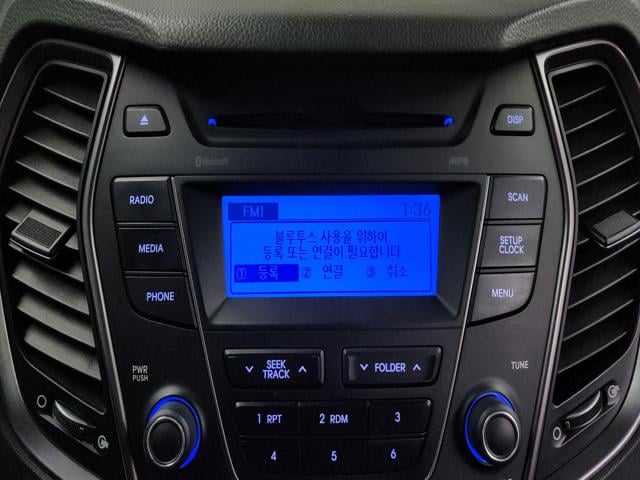 DISP
Bluetooth
MP3
RADIO
MEDIA
PHONE
SCAN
SETUP
CLOCK
MENU
FM1 1:36
블루투스 사용을 위하여
등록 또는 연결이 필요합니다
① 등록 ② 연결 ③ 취소
PWR
PUSH
SEEK
TRACK
FOLDER
TUNE
1 RPT 2 RDM 3
4 5 6